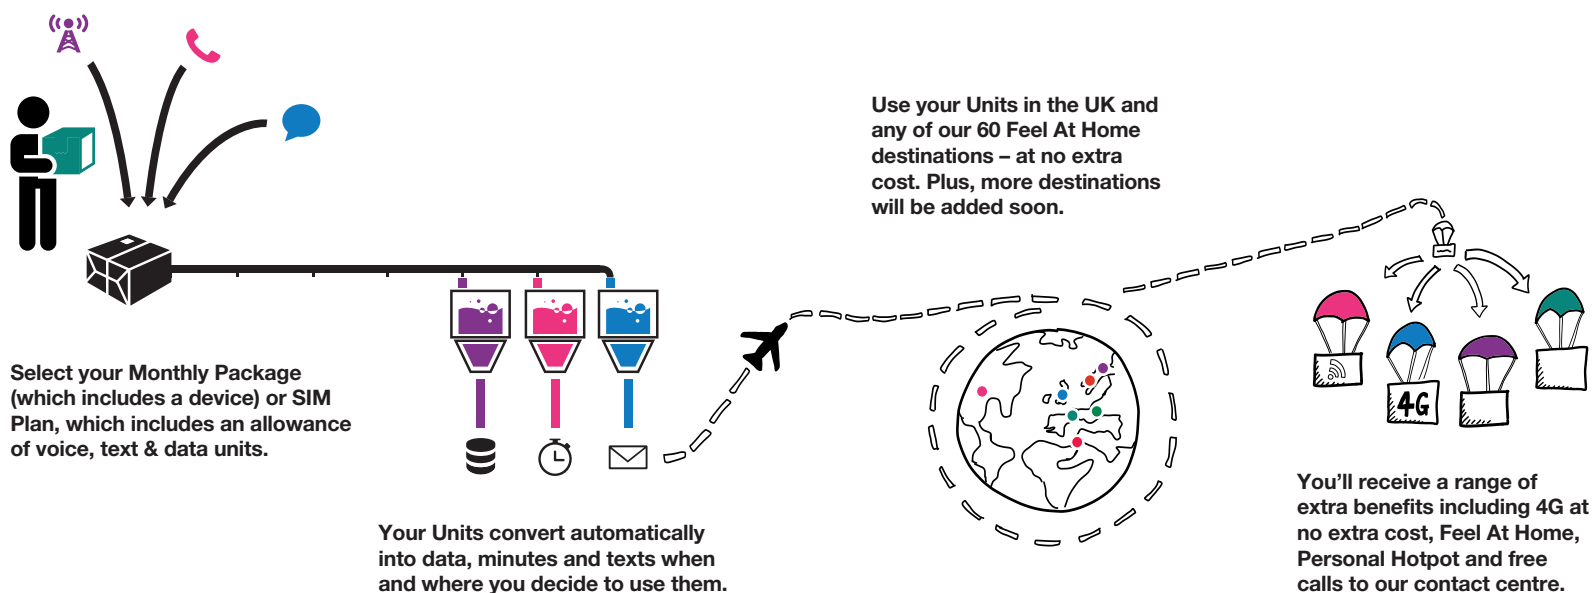 Select your Monthly Package
(which includes a device) or SIM
Plan, which includes an allowance
of voice, text & data units.
Your Units convert automatically
into data, minutes and texts when
and where you decide to use them.
Use your Units in the UK and
any of our 60 Feel At Home
destinations – at no extra
cost. Plus, more destinations
will be added soon.
4G
You’ll receive a range of
extra benefits including 4G at
no extra cost, Feel At Home,
Personal Hotpot and free
calls to our contact centre.